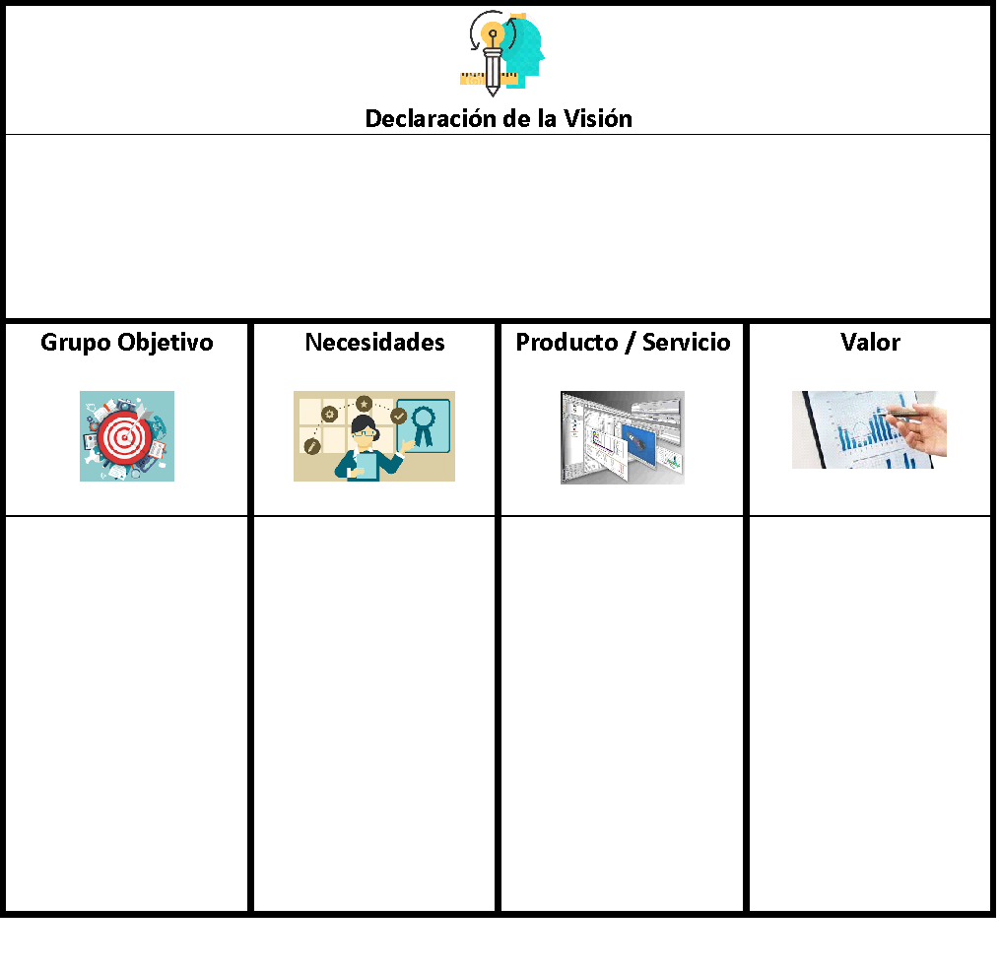 Declaración de la Visión
Grupo Objetivo
Necesidades
Producto / Servicio
Valor